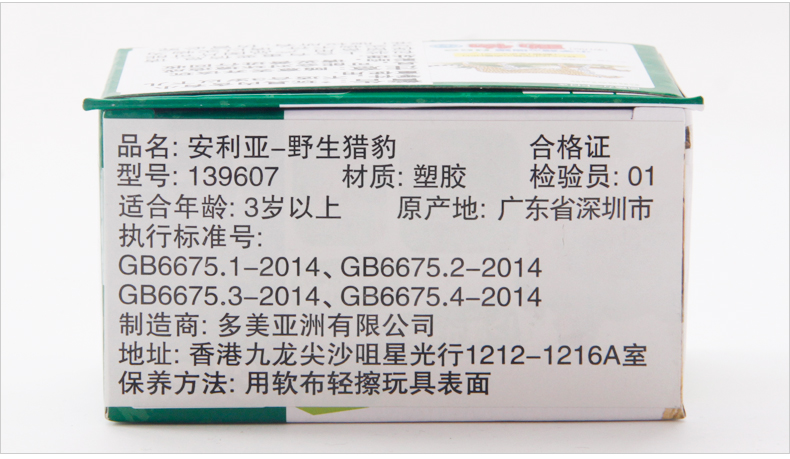 品名: 安利亚-野生猎豹 合格证
型号: 139607 材质: 塑胶 检验员: 01
适合年龄: 3岁以上 原产地: 广东省深圳市
执行标准号:
GB6675.1-2014、GB6675.2-2014
GB6675.3-2014、GB6675.4-2014
制造商: 多美亚洲有限公司
地址: 香港九龙尖沙咀星光行1212-1216A室
保养方法: 用软布轻擦玩具表面